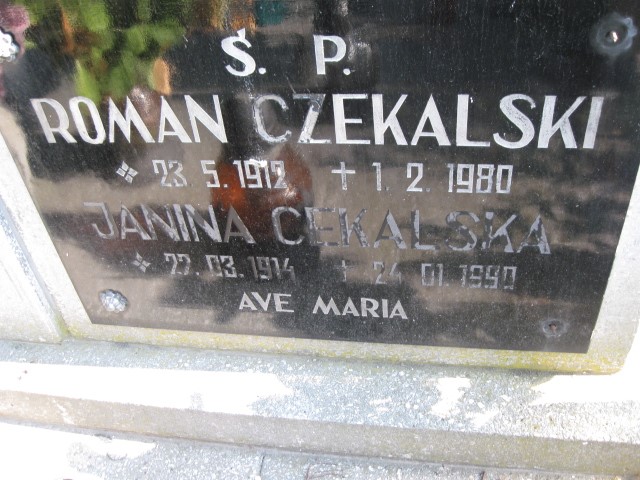 Ś. P.
ROMAN CZEKALSKI
23. 5. 1912 1. 2. 1980
JANINA CEKALSKA
22. 03. 1914 24 01. 1990
AVE MARIA